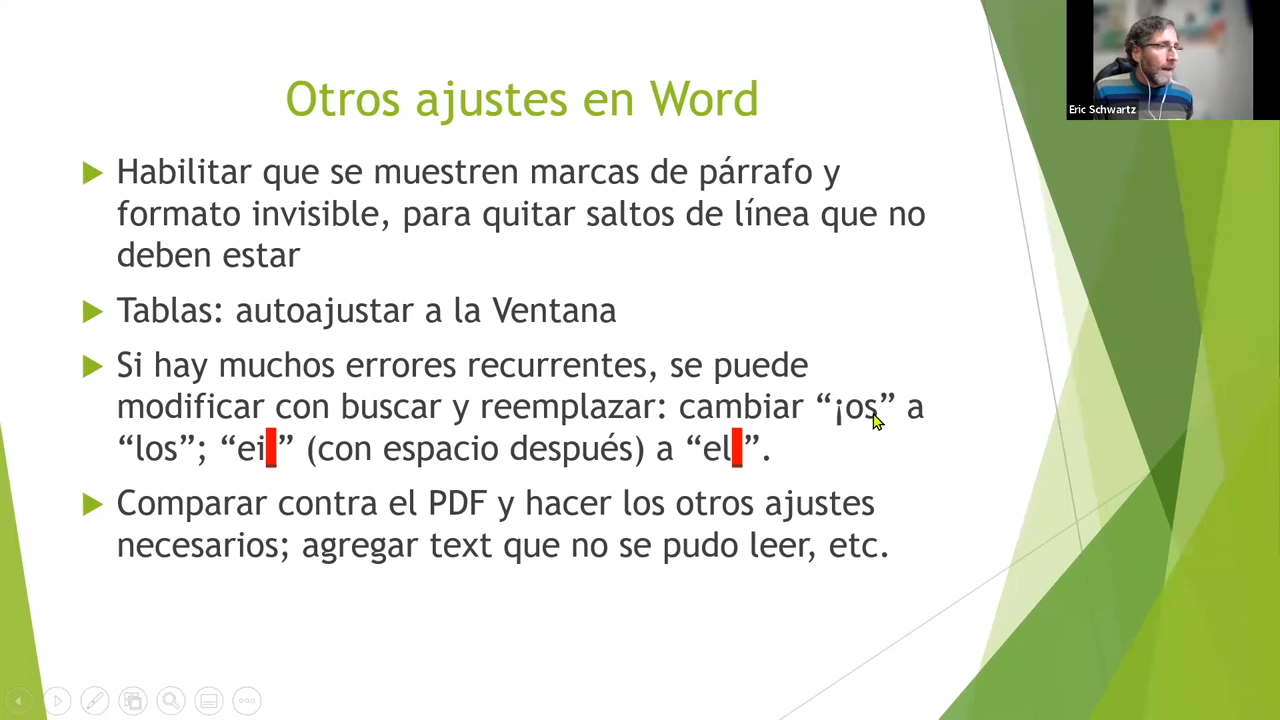 Eric Schwartz
Otros ajustes en Word
Habilitar que se muestren marcas de párrafo y
formato invisible, para quitar saltos de línea que no
deben estar
Tablas: autoajustar a la Ventana
Si hay muchos errores recurrentes, se puede
modificar con buscar y reemplazar: cambiar “¡os” a
“los”; “ei ” (con espacio después) a “el ”.
Comparar contra el PDF y hacer los otros ajustes
necesarios; agregar text que no se pudo leer, etc.